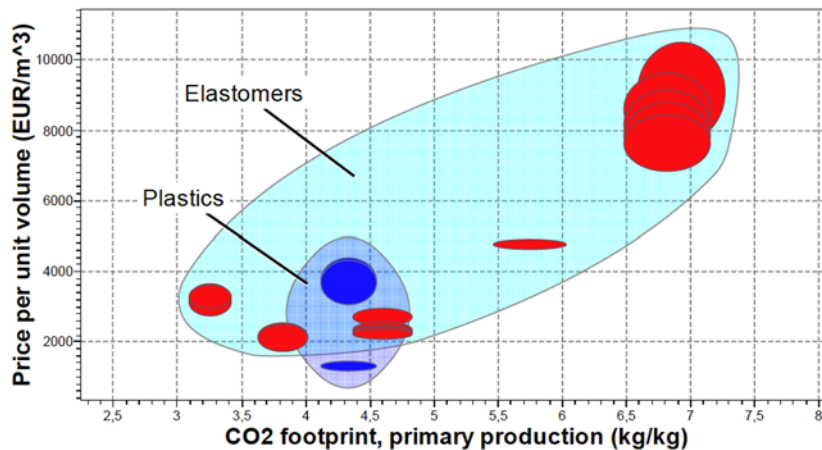 Price per unit volume (EUR/m^3)
10000
8000
6000
4000
2000
Elastomers
Plastics
2,5 3 3,5 4 4,5 5 5,5 6 6,5 7 7,5 8
CO2 footprint, primary production (kg/kg)